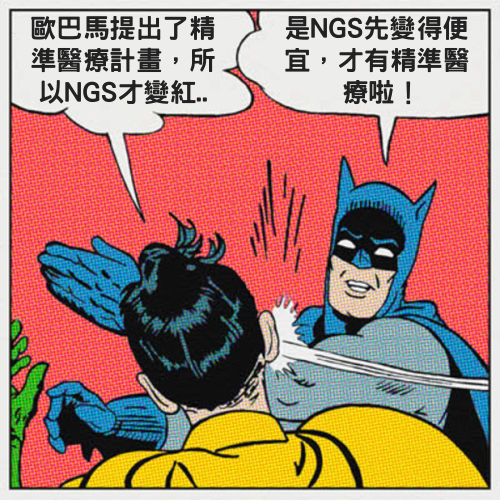 歐巴馬提出了精
準醫療計畫，所
以NGS才變紅..
是NGS先變得便
宜，才有精準醫
療啦！